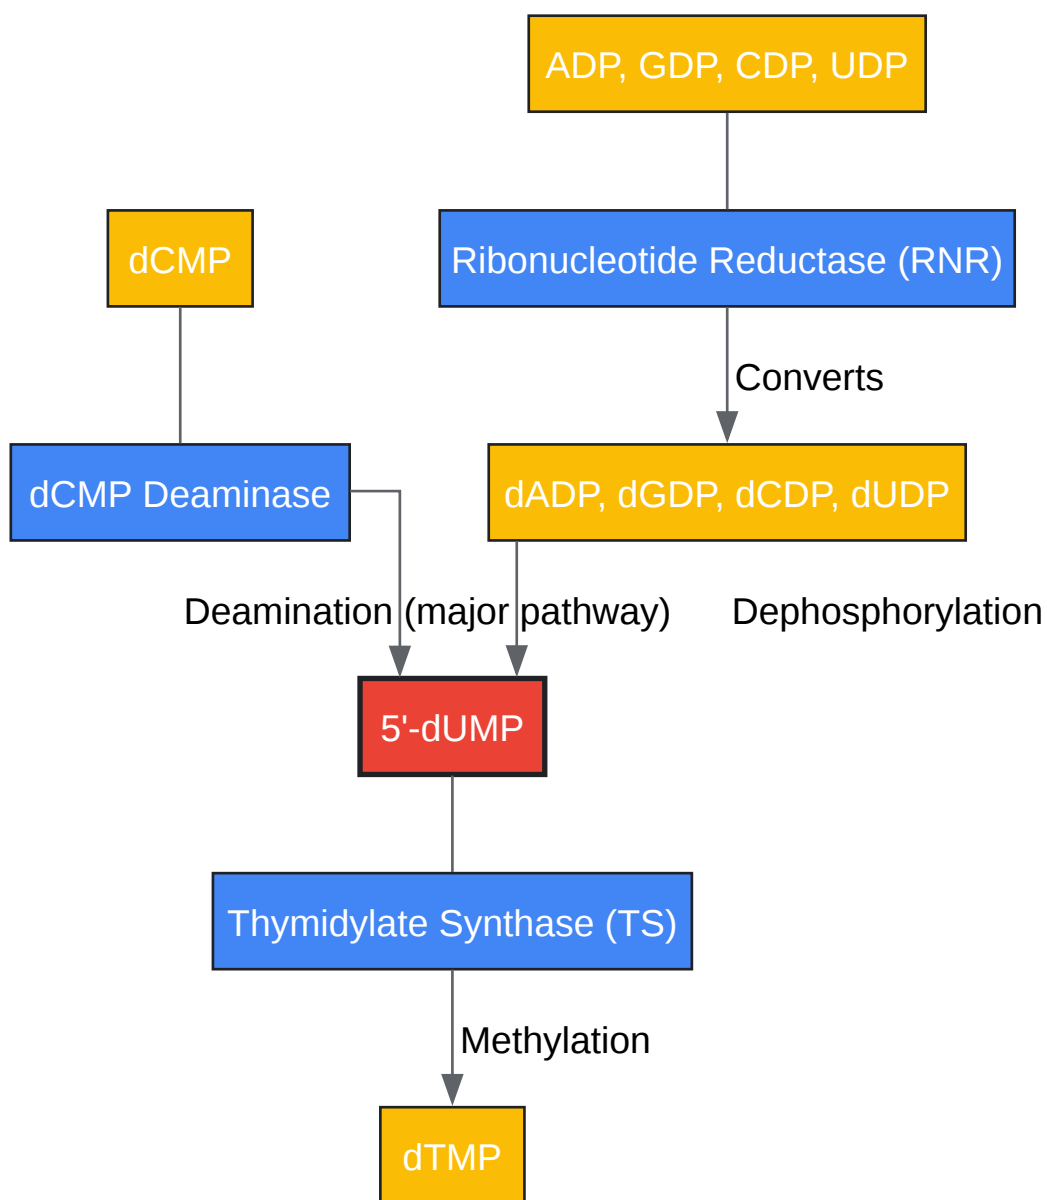 ADP, GDP, CDP, UDP
dCMP
Ribonucleotide Reductase (RNR)
Converts
dCMP Deaminase
dADP, dGDP, dCDP, dUDP
Deamination (major pathway)
Dephosphorylation
5'-dUMP
Thymidylate Synthase (TS)
Methylation
dTMP